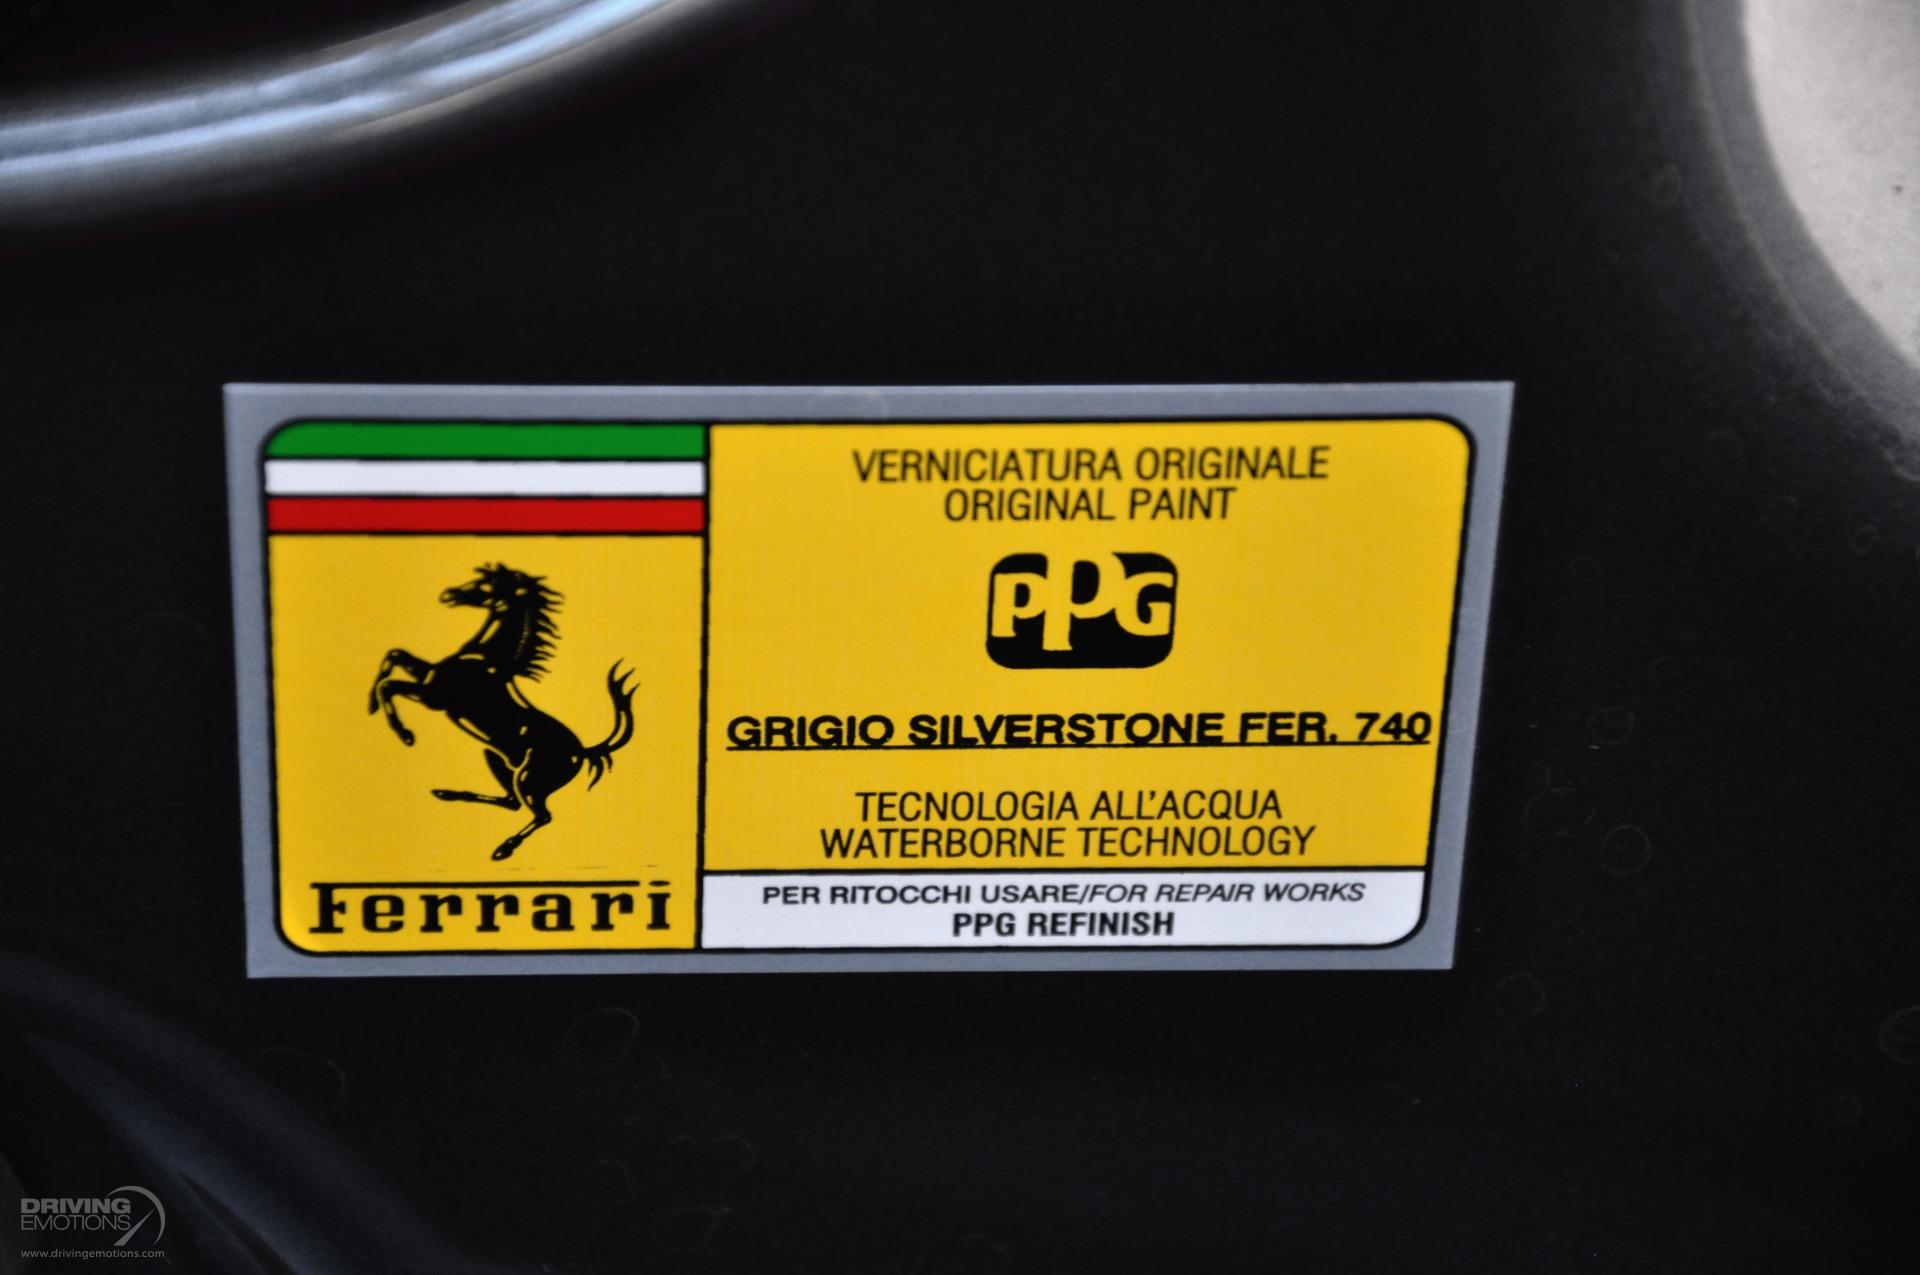 VERNICIATURA ORIGINALE
ORIGINAL PAINT
PPG
GRIGIO SILVERSTONE FER. 740
TECNOLOGIA ALL'ACQUA
WATERBORNE TECHNOLOGY
Ferrari
PER RITOCCHI USARE/FOR REPAIR WORKS
PPG REFINISH
DRIVING
EMOTIONS
www.drivingemotions.com